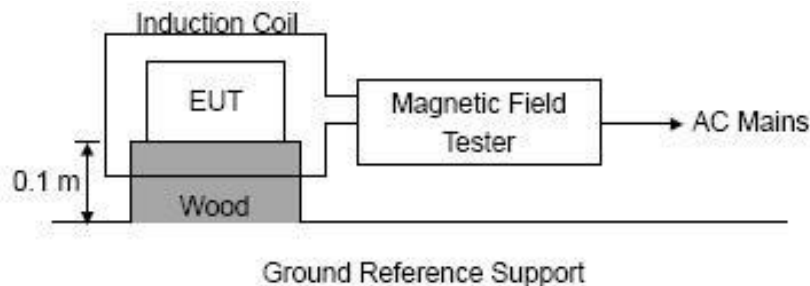 Induction Coil
EUT
Magnetic Field
Tester
AC Mains
0.1 m
Wood
Ground Reference Support